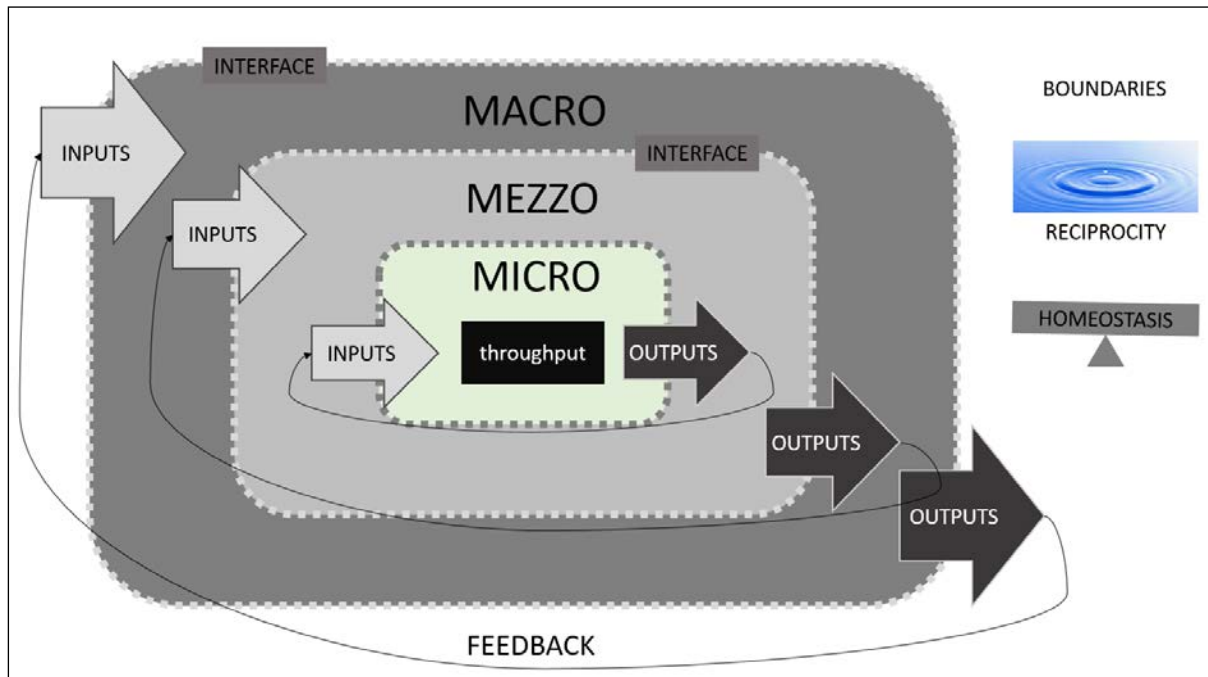 INTERFACE
MACRO
BOUNDARIES
INPUTS
INTERFACE
MEZZO
INPUTS
RECIPROCITY
MICRO
HOMEOSTASIS
INPUTS
throughput
OUTPUTS
OUTPUTS
OUTPUTS
FEEDBACK